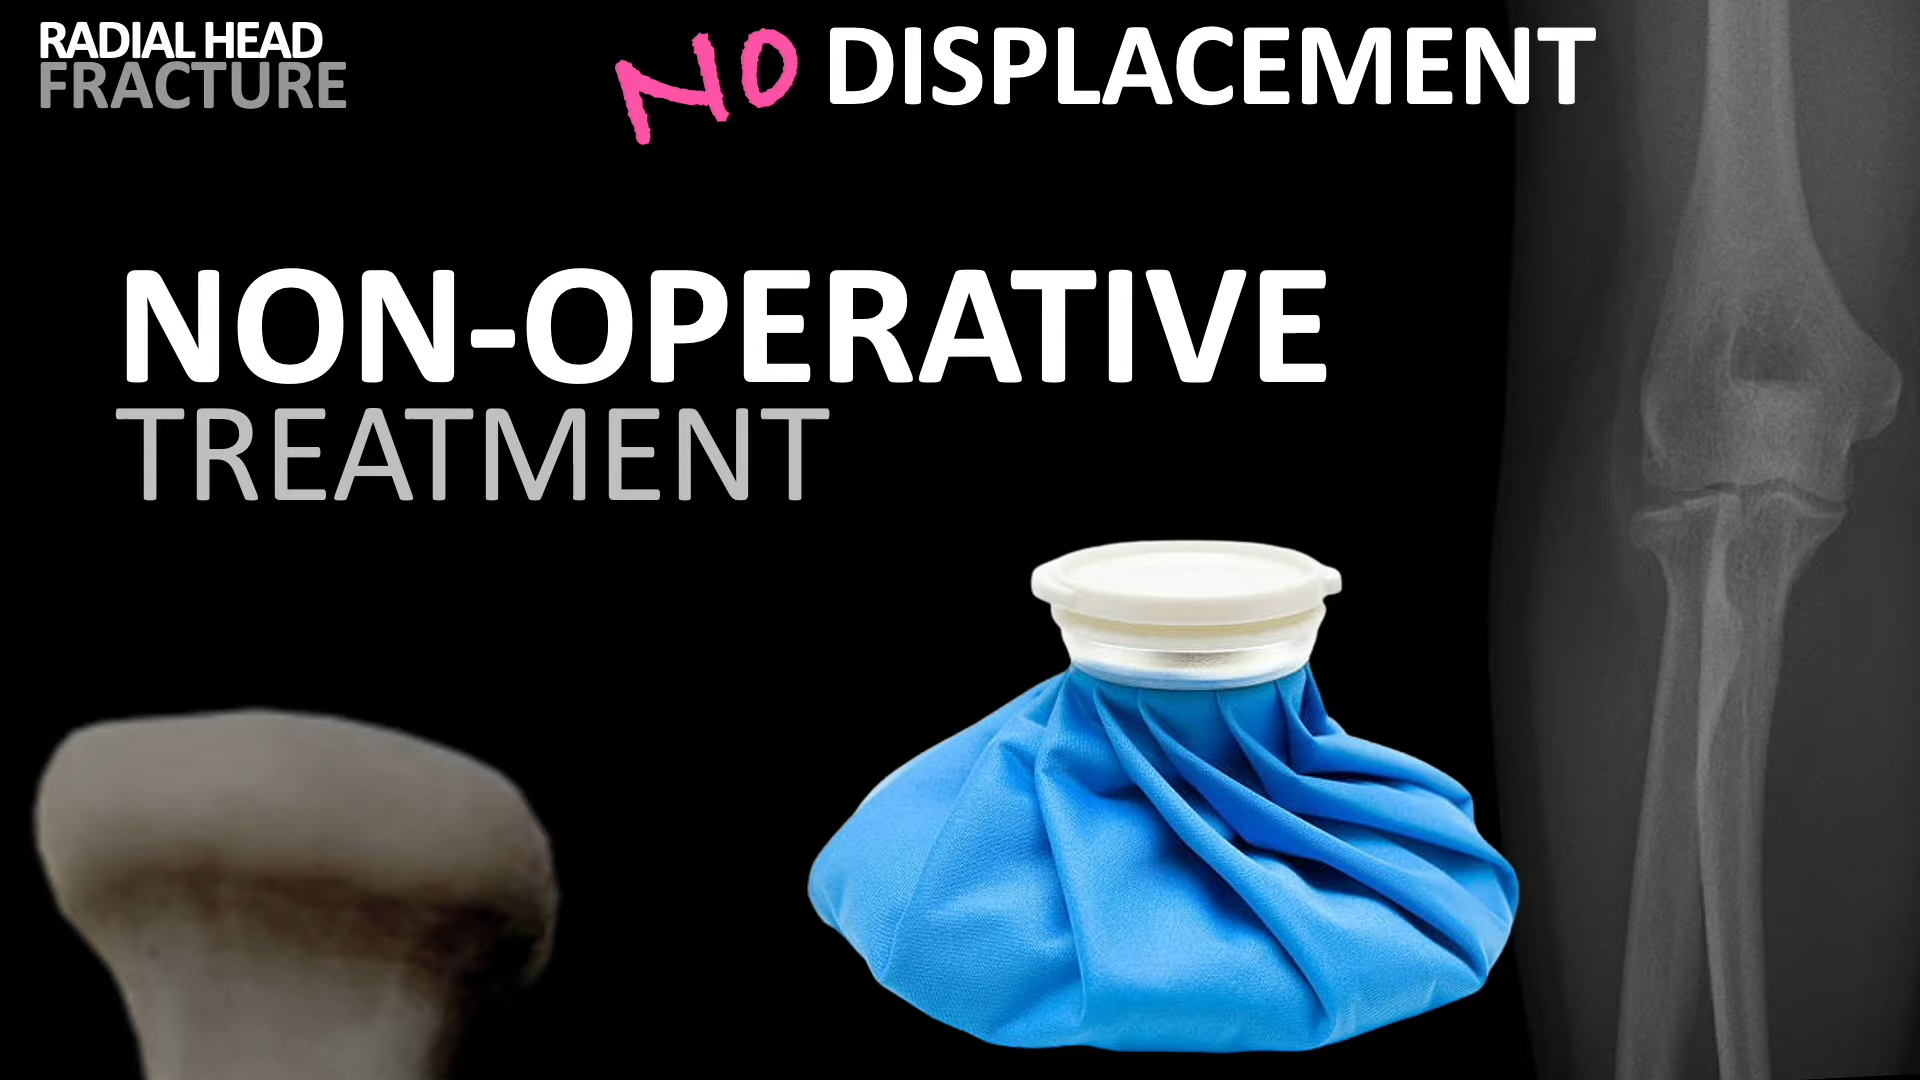 RADIAL HEAD
FRACTURE
NO DISPLACEMENT
NON-OPERATIVE
TREATMENT